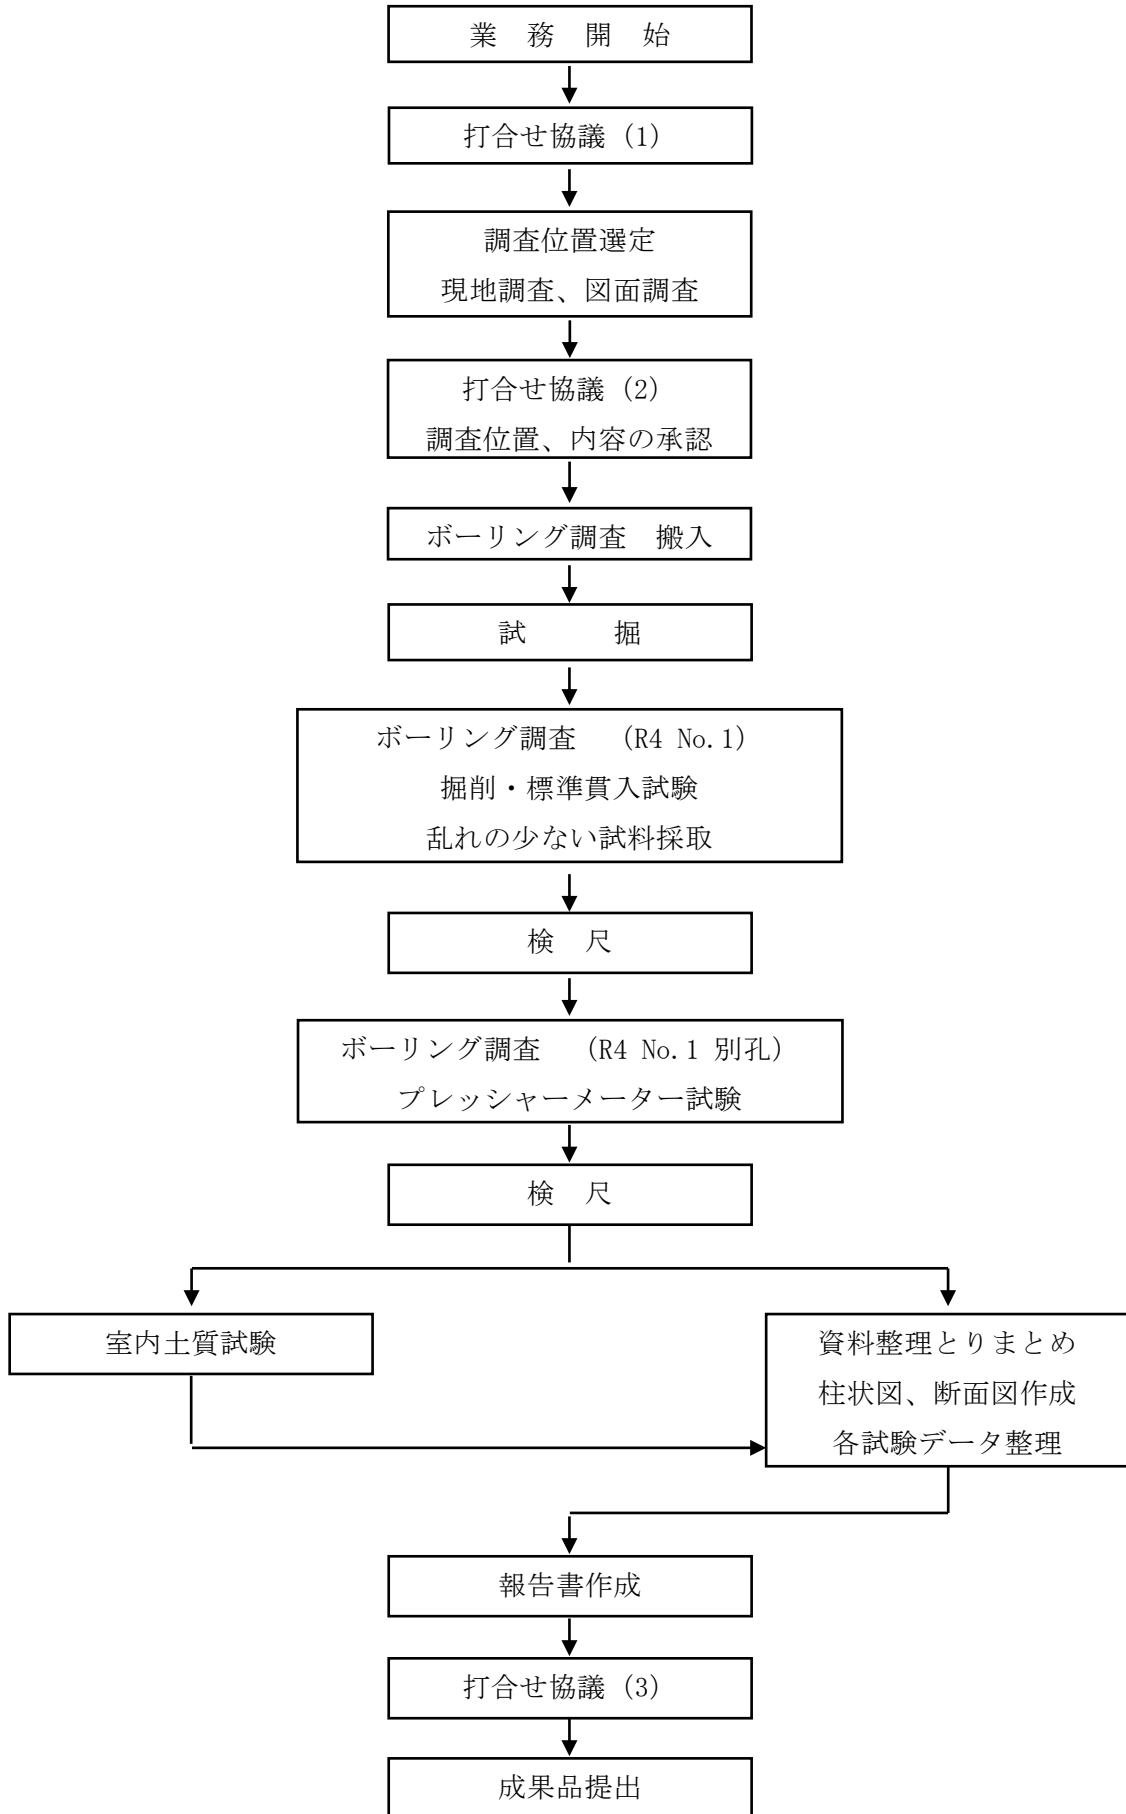 業　務　開　始
打合せ協議 (1)
調査位置選定
現地調査、図面調査
打合せ協議 (2)
調査位置、内容の承認
ボーリング調査　搬入
試　　　掘
ボーリング調査　(R4 No.1)
掘削・標準貫入試験
乱れの少ない試料採取
検　尺
ボーリング調査　(R4 No.1 別孔)
プレッシャーメーター試験
検　尺
室内土質試験
資料整理とりまとめ
柱状図、断面図作成
各試験データ整理
報告書作成
打合せ協議 (3)
成果品提出